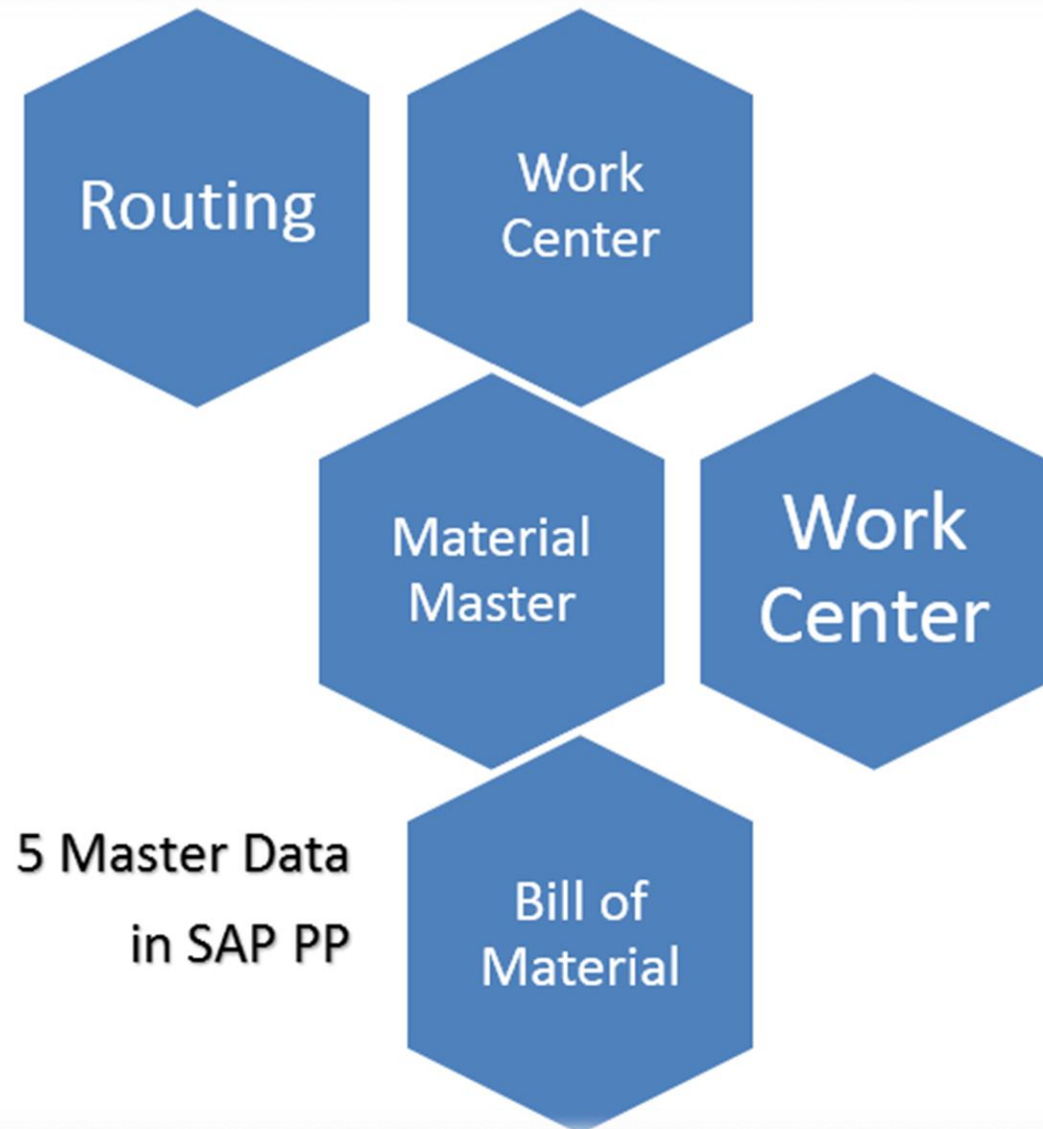 Routing
Work
Center
Material
Master
Work
Center
5 Master Data
in SAP PP
Bill of
Material